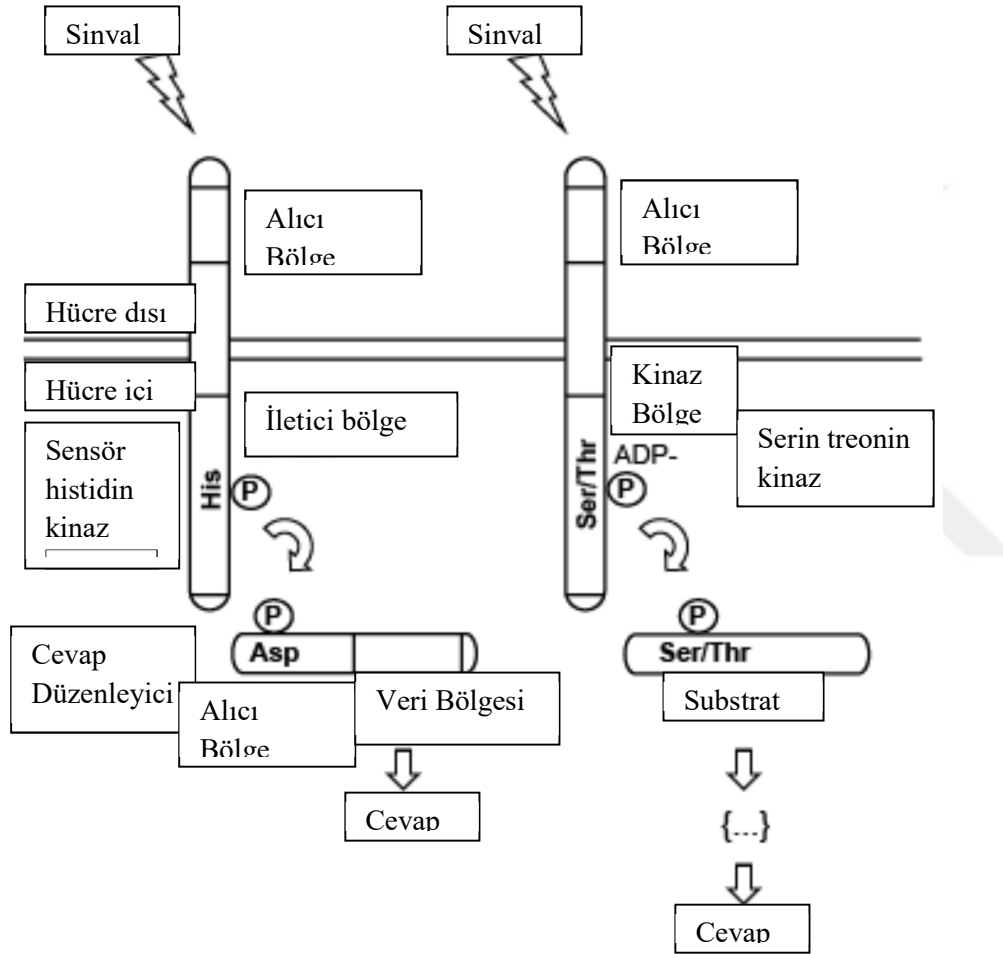 Sinval
Sinval
Alıcı
Bölge
Alıcı
Bölge
Hücre dısı
Hücre içi
Kinaz
Bölge
İletici bölge
Serin treonin
kinaz
Sensör
histidin
kinaz
His
P
Ser/Thr
ADP-
P
P
Asp
P
Ser/Thr
Cevap
Düzenleyici
Alıcı
Bölge
Veri Bölgesi
Substrat
Cevap
{...}
Cevap